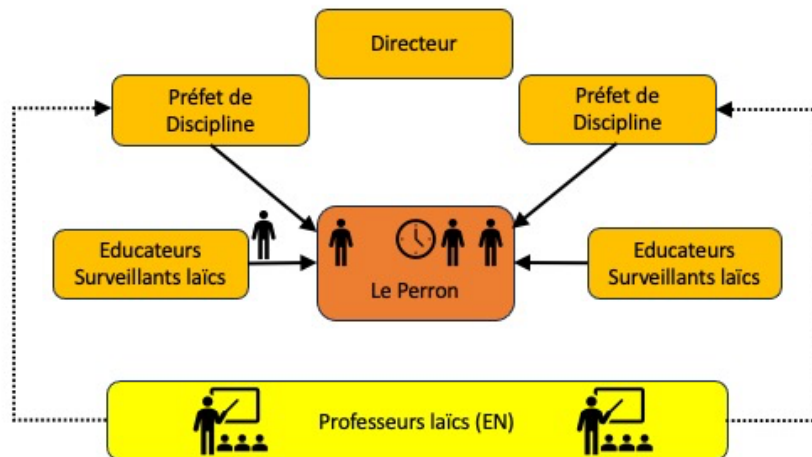 Directeur
Préfet de
Discipline
Préfet de
Discipline
Educateurs
Surveillants laïcs
Le Perron
Educateurs
Surveillants laïcs
Professeurs laïcs (EN)